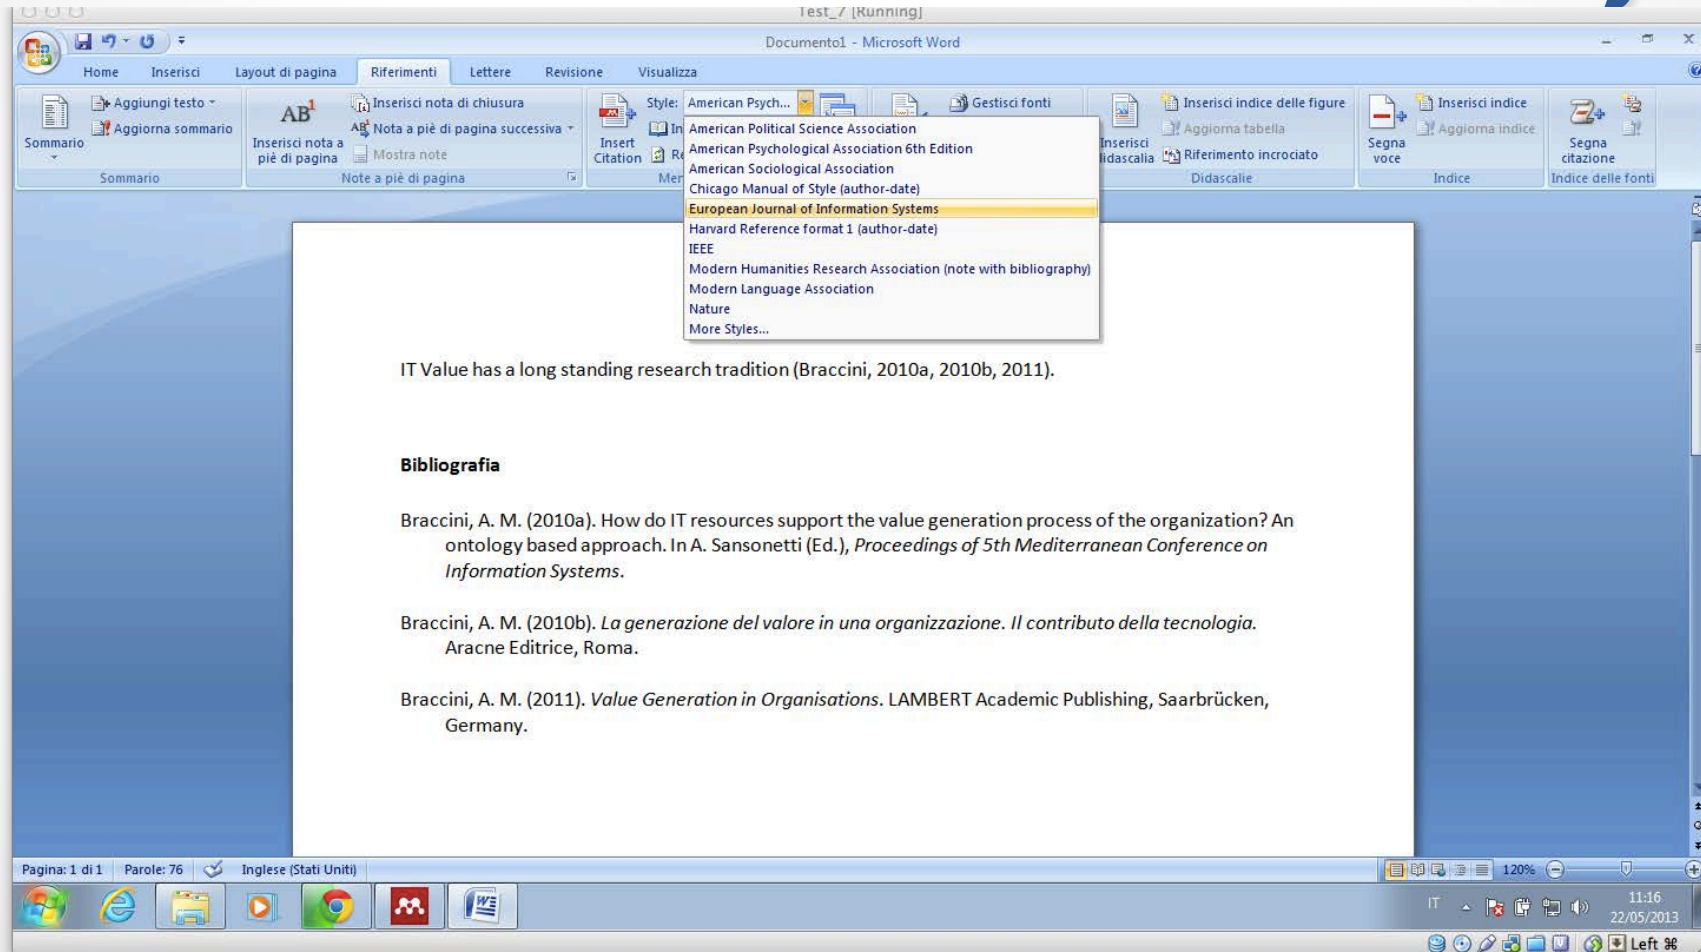 Test_7 [Running]
Documento1 - Microsoft Word
Home Inserisci Layout di pagina Riferimenti Lettere Revisione Visualizza
Sommario
Aggiungi testo
Aggiorna sommario
Sommario
AB1
Inserisci nota a piè di pagina
Inserisci nota di chiusura
Nota a piè di pagina successiva
Mostra note
Note a piè di pagina
Insert Citation
Style: American Psych...
American Political Science Association
American Psychological Association 6th Edition
American Sociological Association
Chicago Manual of Style (author-date)
European Journal of Information Systems
Harvard Reference format 1 (author-date)
IEEE
Modern Humanities Research Association (note with bibliography)
Modern Language Association
Nature
More Styles...
Gestisci fonti
Inserisci
Inserisci indice delle figure
Aggiorna tabella
Riferimento incrociato
Didascalie
Segna voce
Inserisci indice
Aggiorna indice
Indice
Segna citazione
Indice delle fonti
IT Value has a long standing research tradition (Braccini, 2010a, 2010b, 2011).
Bibliografia
Braccini, A. M. (2010a). How do IT resources support the value generation process of the organization? An
ontology based approach. In A. Sansonetti (Ed.), Proceedings of 5th Mediterranean Conference on
Information Systems.
Braccini, A. M. (2010b). La generazione del valore in una organizzazione. Il contributo della tecnologia.
Aracne Editrice, Roma.
Braccini, A. M. (2011). Value Generation in Organisations. LAMBERT Academic Publishing, Saarbrücken,
Germany.
Pagina: 1 di 1 Parole: 76 Inglese (Stati Uniti) 120%
IT 11:16
22/05/2013
Left ⌘